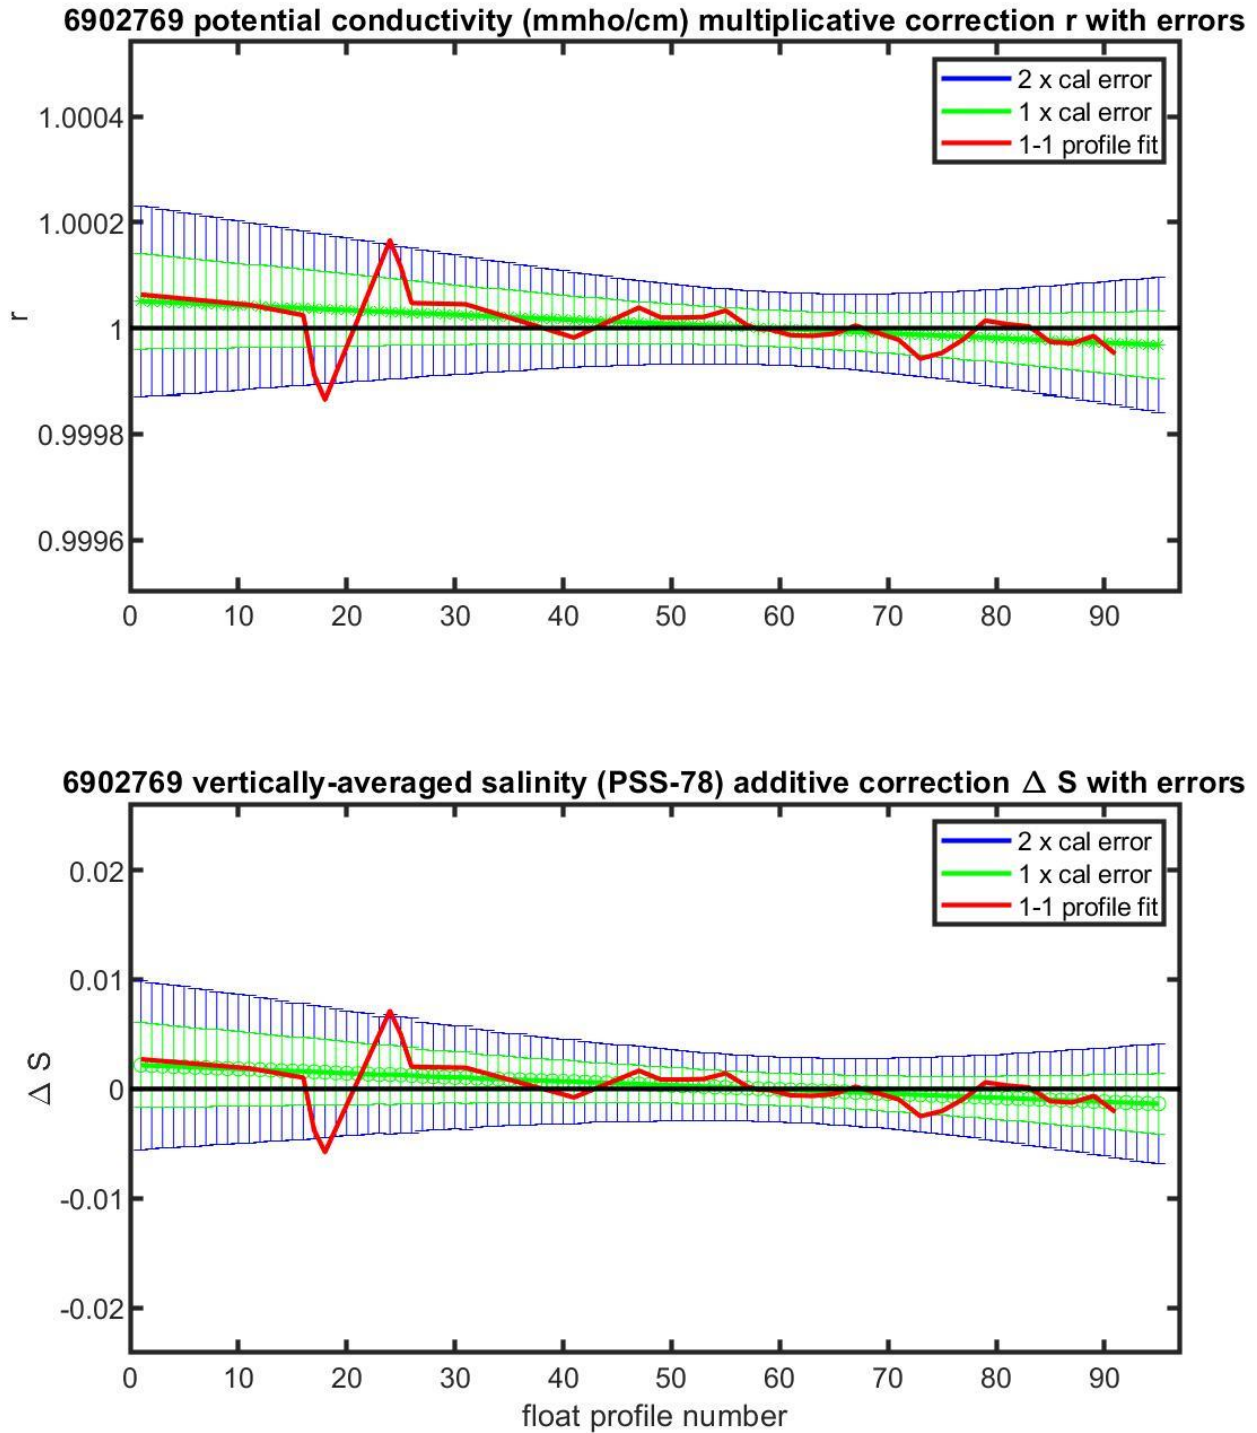 6902769 potential conductivity (mmho/cm) multiplicative correction r with errors
2 x cal error
1 x cal error
1-1 profile fit
1.0004
1.0002
1
0.9998
0.9996
r
0 10 20 30 40 50 60 70 80 90
6902769 vertically-averaged salinity (PSS-78) additive correction Δ S with errors
2 x cal error
1 x cal error
1-1 profile fit
0.02
0.01
0
-0.01
-0.02
Δ S
0 10 20 30 40 50 60 70 80 90
float profile number